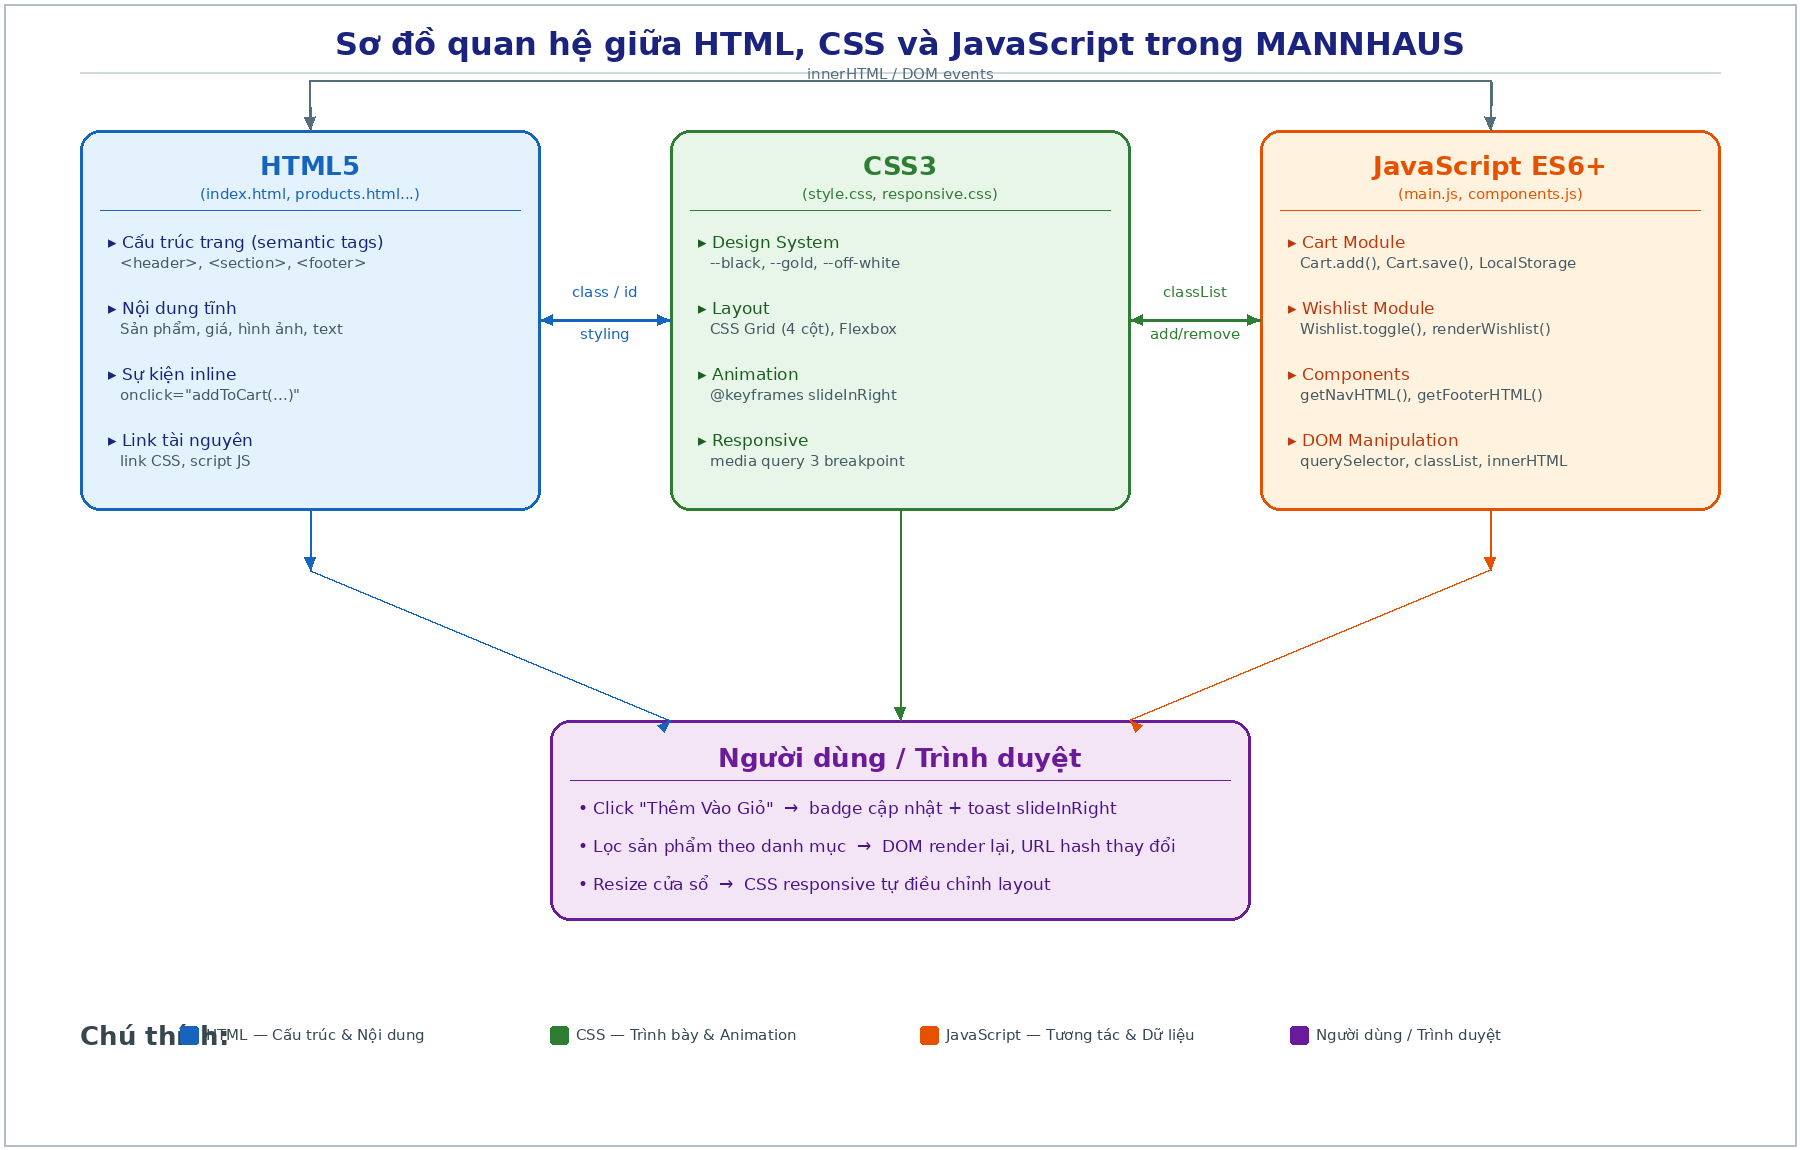 Sơ đồ quan hệ giữa HTML, CSS và JavaScript trong MANNHAUS
innerHTML / DOM events
HTML5
(index.html, products.html...)
▸ Cấu trúc trang (semantic tags)
<header>, <section>, <footer>
▸ Nội dung tĩnh
Sản phẩm, giá, hình ảnh, text
▸ Sự kiện inline
onclick="addToCart(...)"
▸ Link tài nguyên
link CSS, script JS
class / id
styling
CSS3
(style.css, responsive.css)
▸ Design System
--black, --gold, --off-white
▸ Layout
CSS Grid (4 cột), Flexbox
▸ Animation
@keyframes slideInRight
▸ Responsive
media query 3 breakpoint
classList
add/remove
JavaScript ES6+
(main.js, components.js)
▸ Cart Module
Cart.add(), Cart.save(), LocalStorage
▸ Wishlist Module
Wishlist.toggle(), renderWishlist()
▸ Components
getNavHTML(), getFooterHTML()
▸ DOM Manipulation
querySelector, classList, innerHTML
Người dùng / Trình duyệt
• Click "Thêm Vào Giỏ" → badge cập nhật + toast slideInRight
• Lọc sản phẩm theo danh mục → DOM render lại, URL hash thay đổi
• Resize cửa sổ → CSS responsive tự điều chỉnh layout
Chú thích:
HTML — Cấu trúc & Nội dung
CSS — Trình bày & Animation
JavaScript — Tương tác & Dữ liệu
Người dùng / Trình duyệt